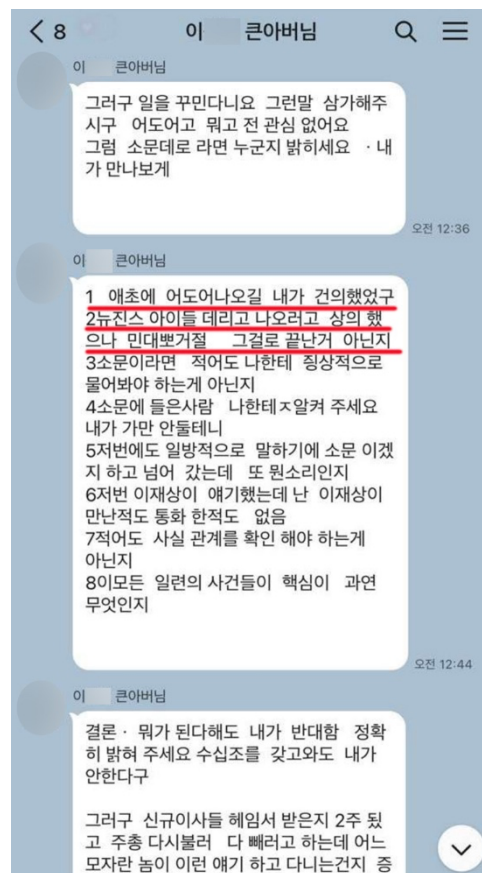 8
이 큰아버님
이 큰아버님
그러구 일을 꾸민다니요 그런말 삼가해주
시구 어도어고 뭐고 전 관심 없어요
그럼 소문데로 라면 누군지 밝히세요 · 내
가 만나보게
오전 12:36
이 큰아버님
1 애초에 어도어나오길 내가 건의했었구
2뉴진스 아이들 데리고 나오러고 상의 했
으나 민대뽀거절 그걸로 끝난거 아닌지
3소문이라면 적어도 나한테 징상적으로
물어봐야 하는게 아닌지
4소문에 들은사람 나한테ㅈ알켜 주세요
내가 가만 안둘테니
5저번에도 일방적으로 말하기에 소문 이겠
지 하고 넘어 갔는데 또 뭔소리인지
6저번 이재상이 얘기했는데 난 이재상이
만난적도 통화 한적도 없음
7적어도 사실 관계를 확인 해야 하는게
아닌지
8이모든 일련의 사건들이 핵심이 과연
무엇인지
오전 12:44
이 큰아버님
결론 · 뭐가 된다해도 내가 반대함 정확
히 밝혀 주세요 수십조를 갖고와도 내가
안한다구
그러구 신규이사들 헤임서 받은지 2주 됬
고 주총 다시불러 다 빼러고 하는데 어느
모자란 놈이 이런 얘기 하고 다니는건지 증